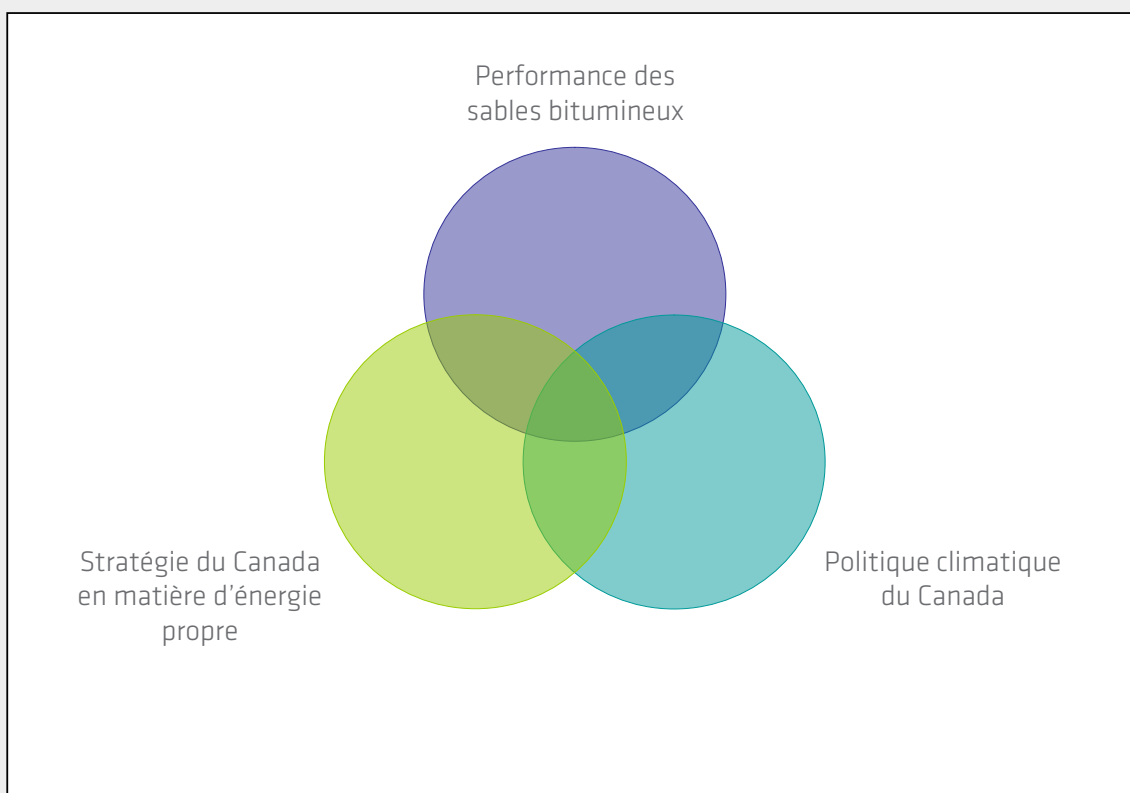 Performance des
sables bitumineux
Stratégie du Canada
en matière d’énergie
propre
Politique climatique
du Canada